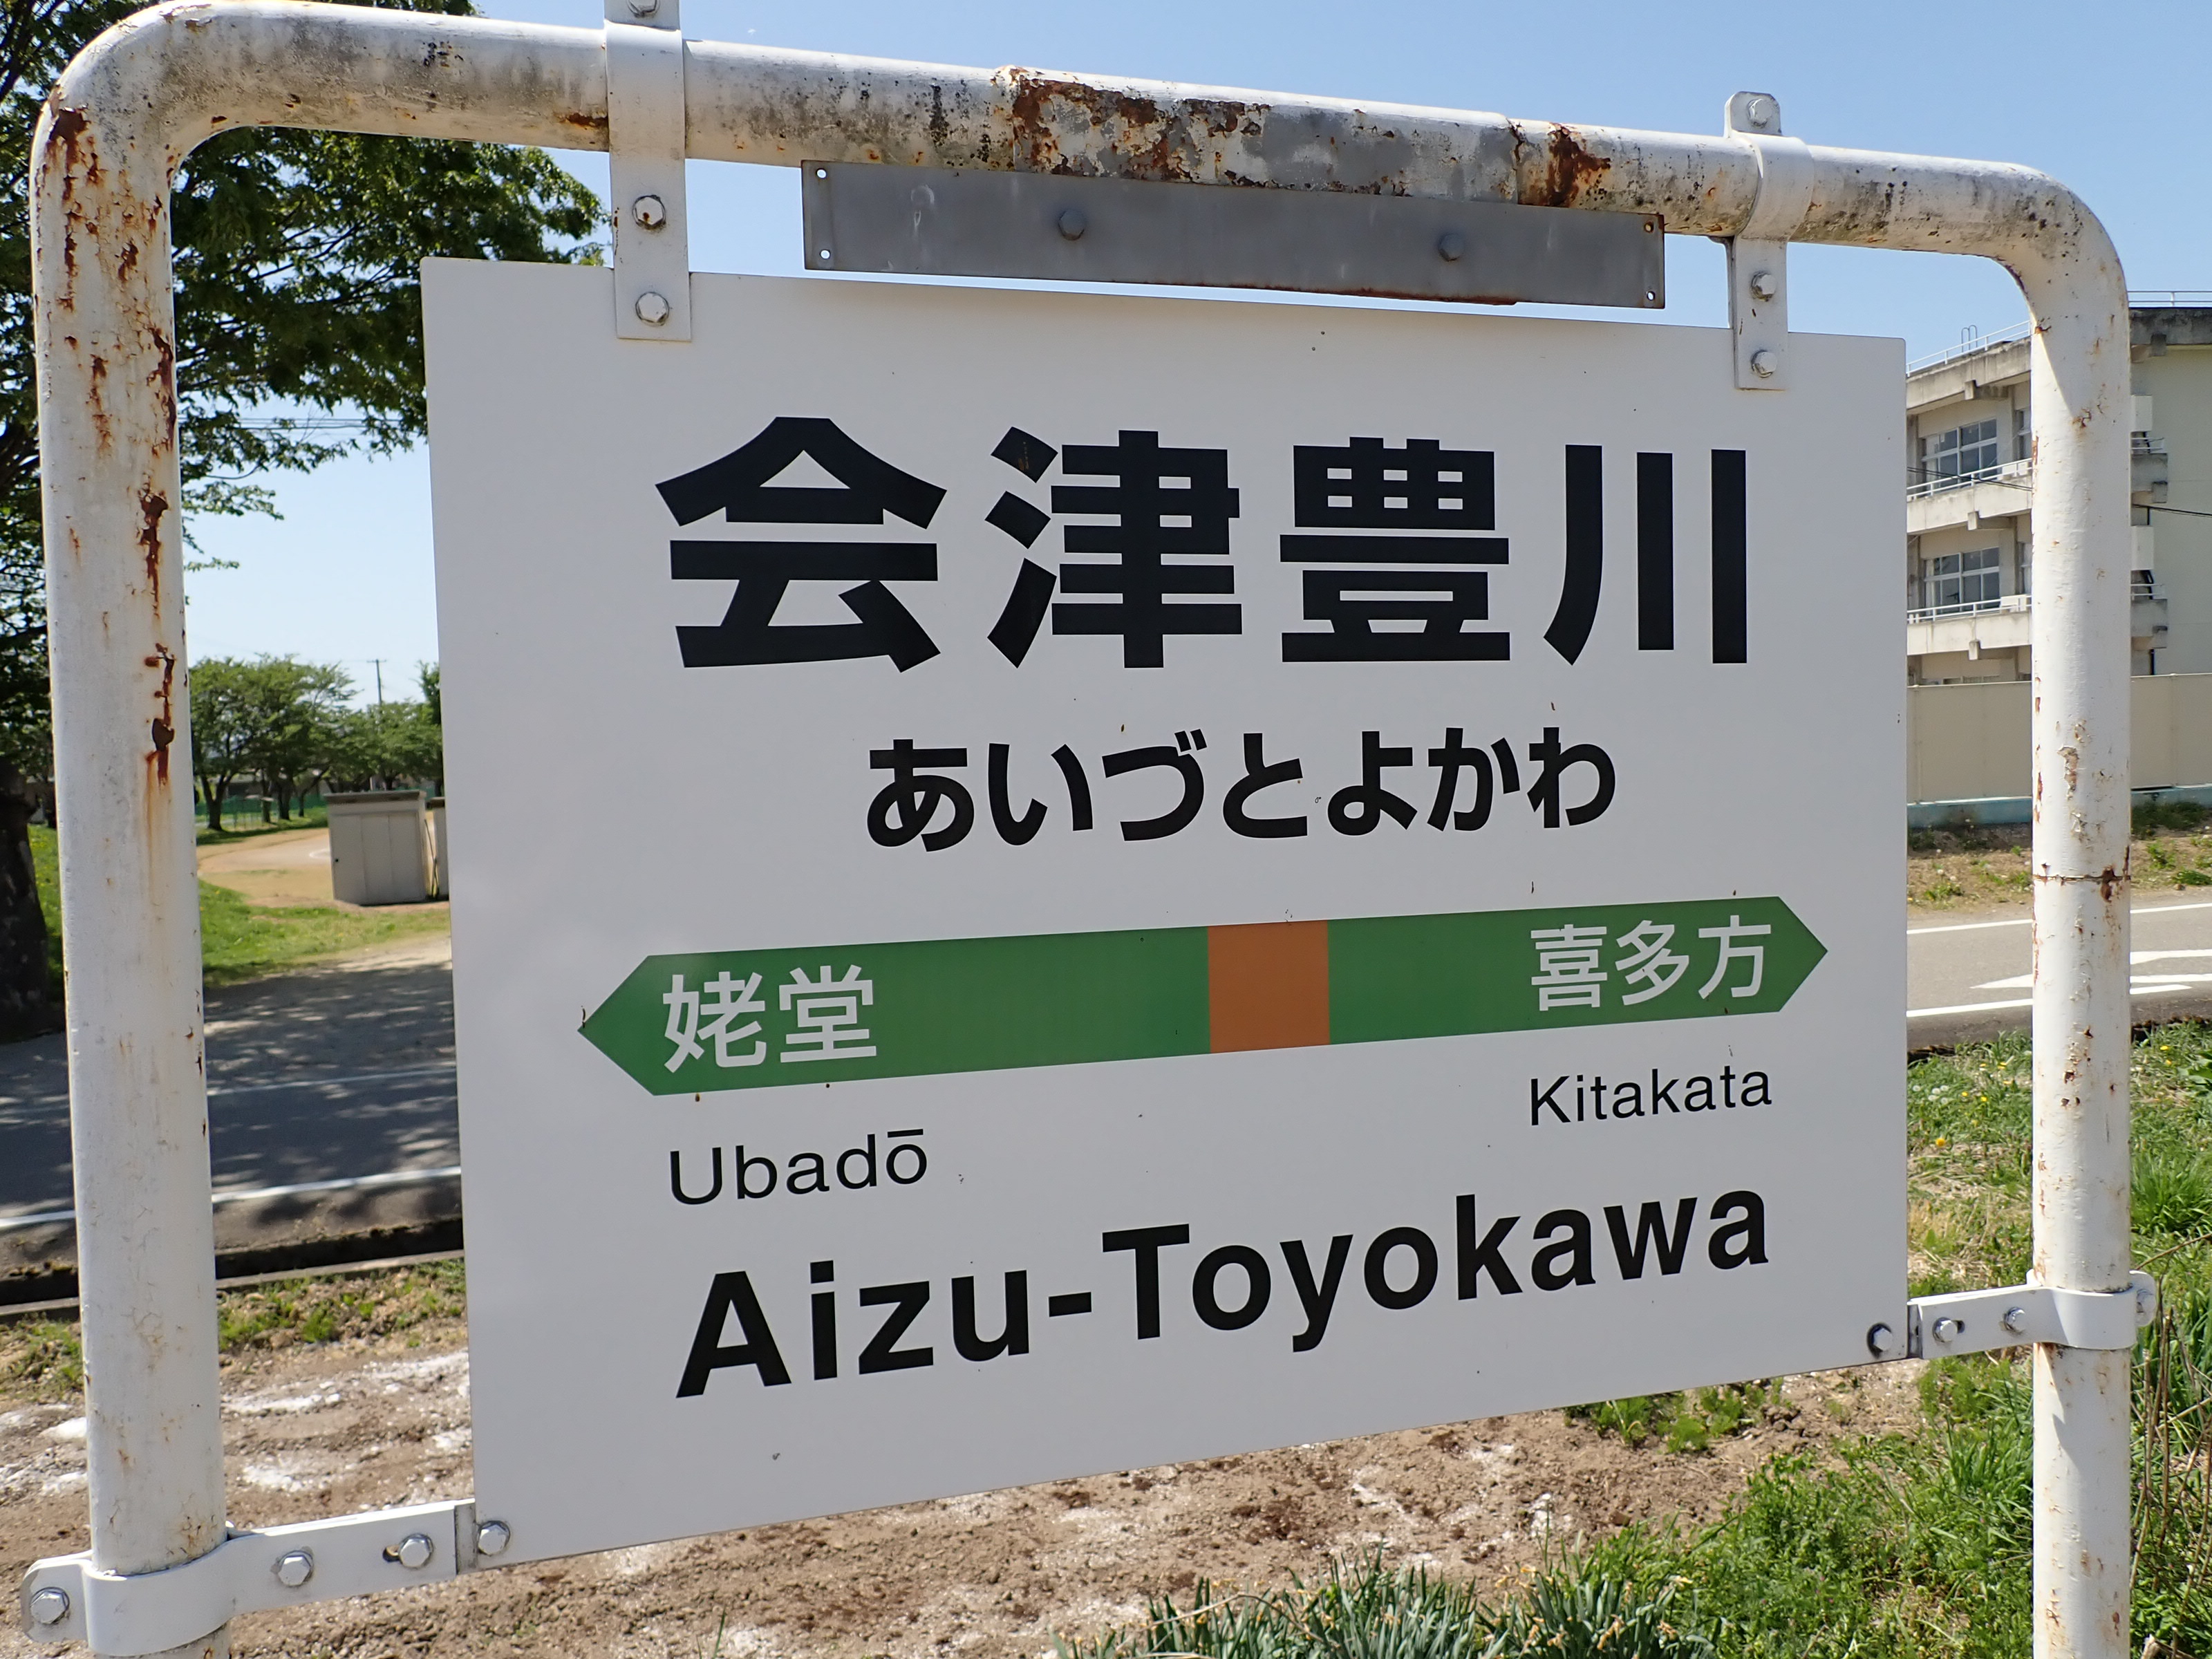 会津豊川
あいづとよかわ
姥堂 喜多方
Ubadō Kitakata
Aizu-Toyokawa